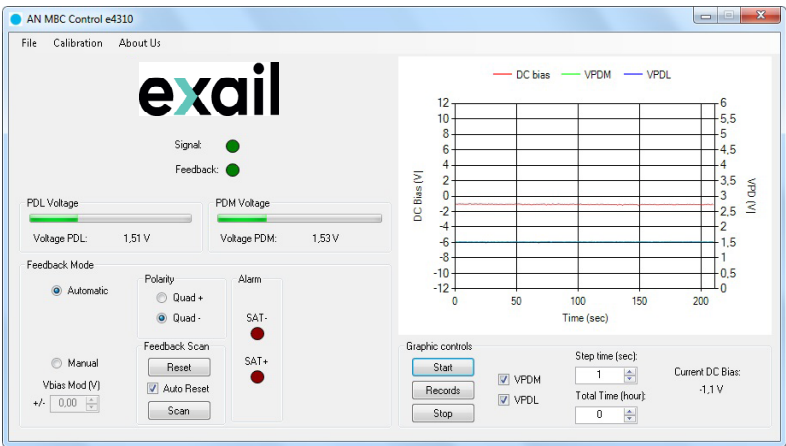 AN MBC Control e4310
File Calibration About Us
exail
Signal:
Feedback:
PDL Voltage
Voltage PDL: 1,51 V
PDM Voltage
Voltage PDM: 1,53 V
Feedback Mode
Automatic
Manual
Vbias Mod (V)
+/- 0,00
Polarity
Quad +
Quad -
Feedback Scan
Reset
Auto Reset
Scan
Alarm
SAT-
SAT+
DC bias VPDM VPDL
DC Bias (V)
12
10
8
6
4
2
0
-2
-4
-6
-8
-10
-12
6
5,5
5
4,5
4
3,5
3
2,5
2
1,5
1
0,5
0
VPD (V)
0 50 100 150 200
Time (sec)
Graphic controls
Start
Records
Stop
VPDM
VPDL
Step time (sec):
1
Total Time (hour):
0
Current DC Bias:
-1,1 V